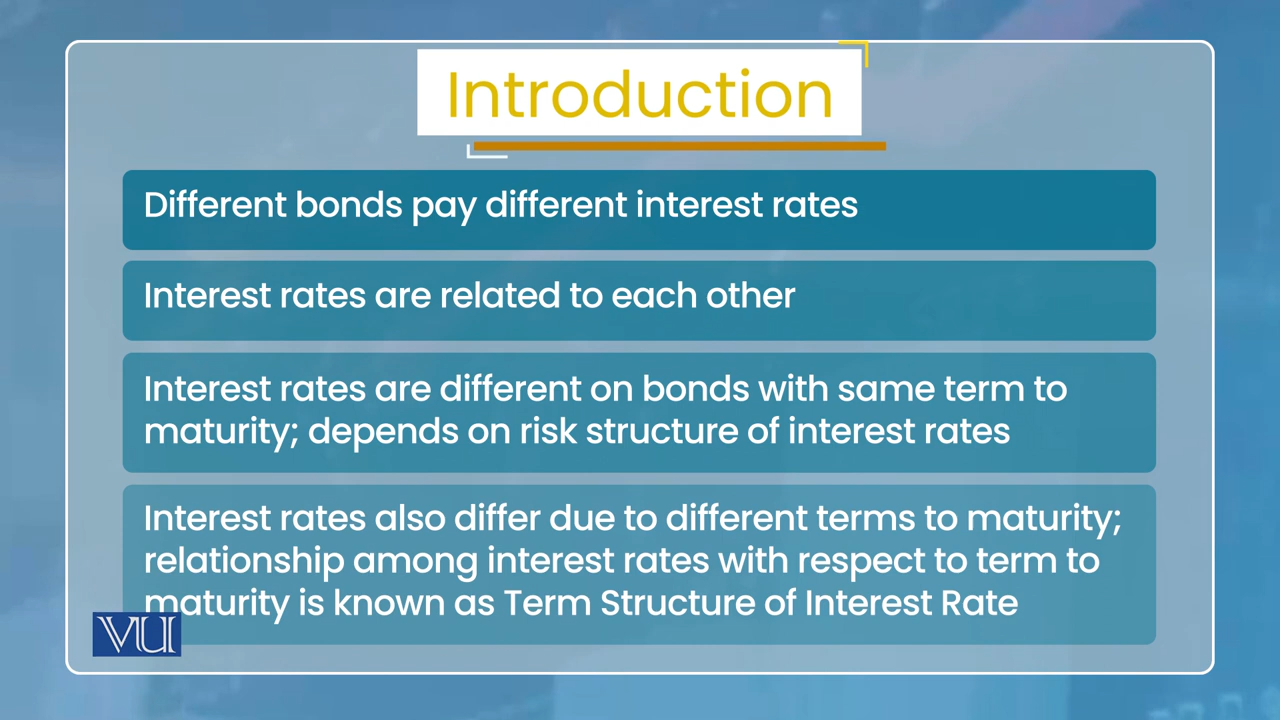 Introduction
Different bonds pay different interest rates
Interest rates are related to each other
Interest rates are different on bonds with same term to
maturity; depends on risk structure of interest rates
Interest rates also differ due to different terms to maturity;
relationship among interest rates with respect to term to
maturity is known as Term Structure of Interest Rate
VU